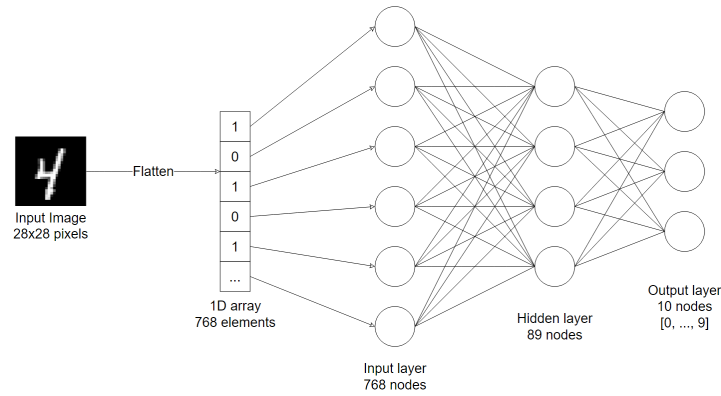 Input Image
28x28 pixels
Flatten
1
0
1
0
1
...
1D array
768 elements
Input layer
768 nodes
Hidden layer
89 nodes
Output layer
10 nodes
[0, ..., 9]